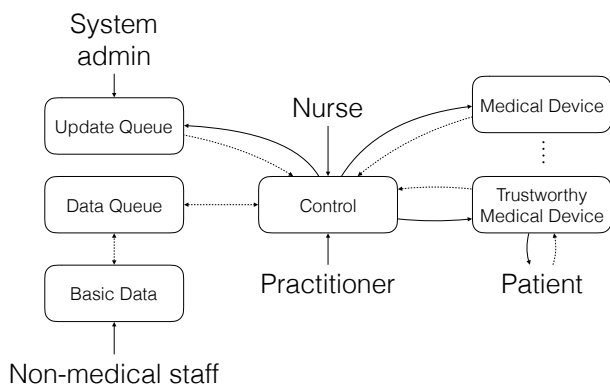 System
admin
Update Queue
Nurse
Medical Device
Data Queue
Control
Trustworthy
Medical Device
Basic Data
Practitioner
Patient
Non-medical staff